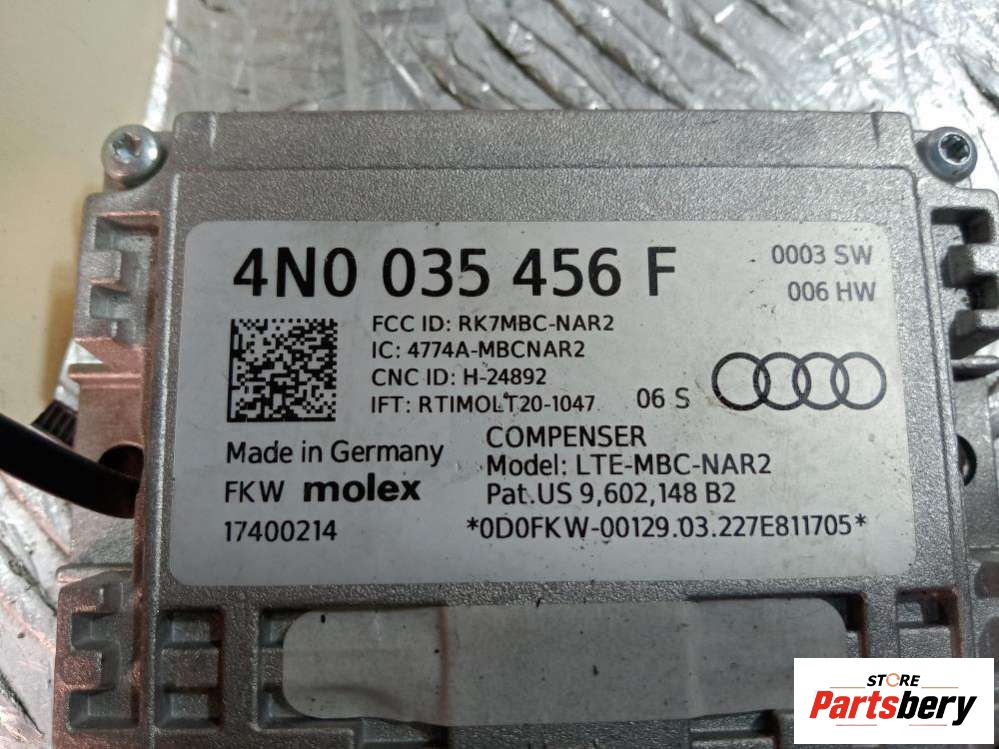 4N0 035 456 F
0003 SW
006 HW
FCC ID: RK7MBC-NAR2
IC: 4774A-MBCNAR2
CNC ID: H-24892
IFT: RTIMOLT20-1047
06 S
Made in Germany
FKW molex
17400214
COMPENSER
Model: LTE-MBC-NAR2
Pat.US 9,602,148 B2
*0D0FKW-00129.03.227E811705*
STORE
Partsbery